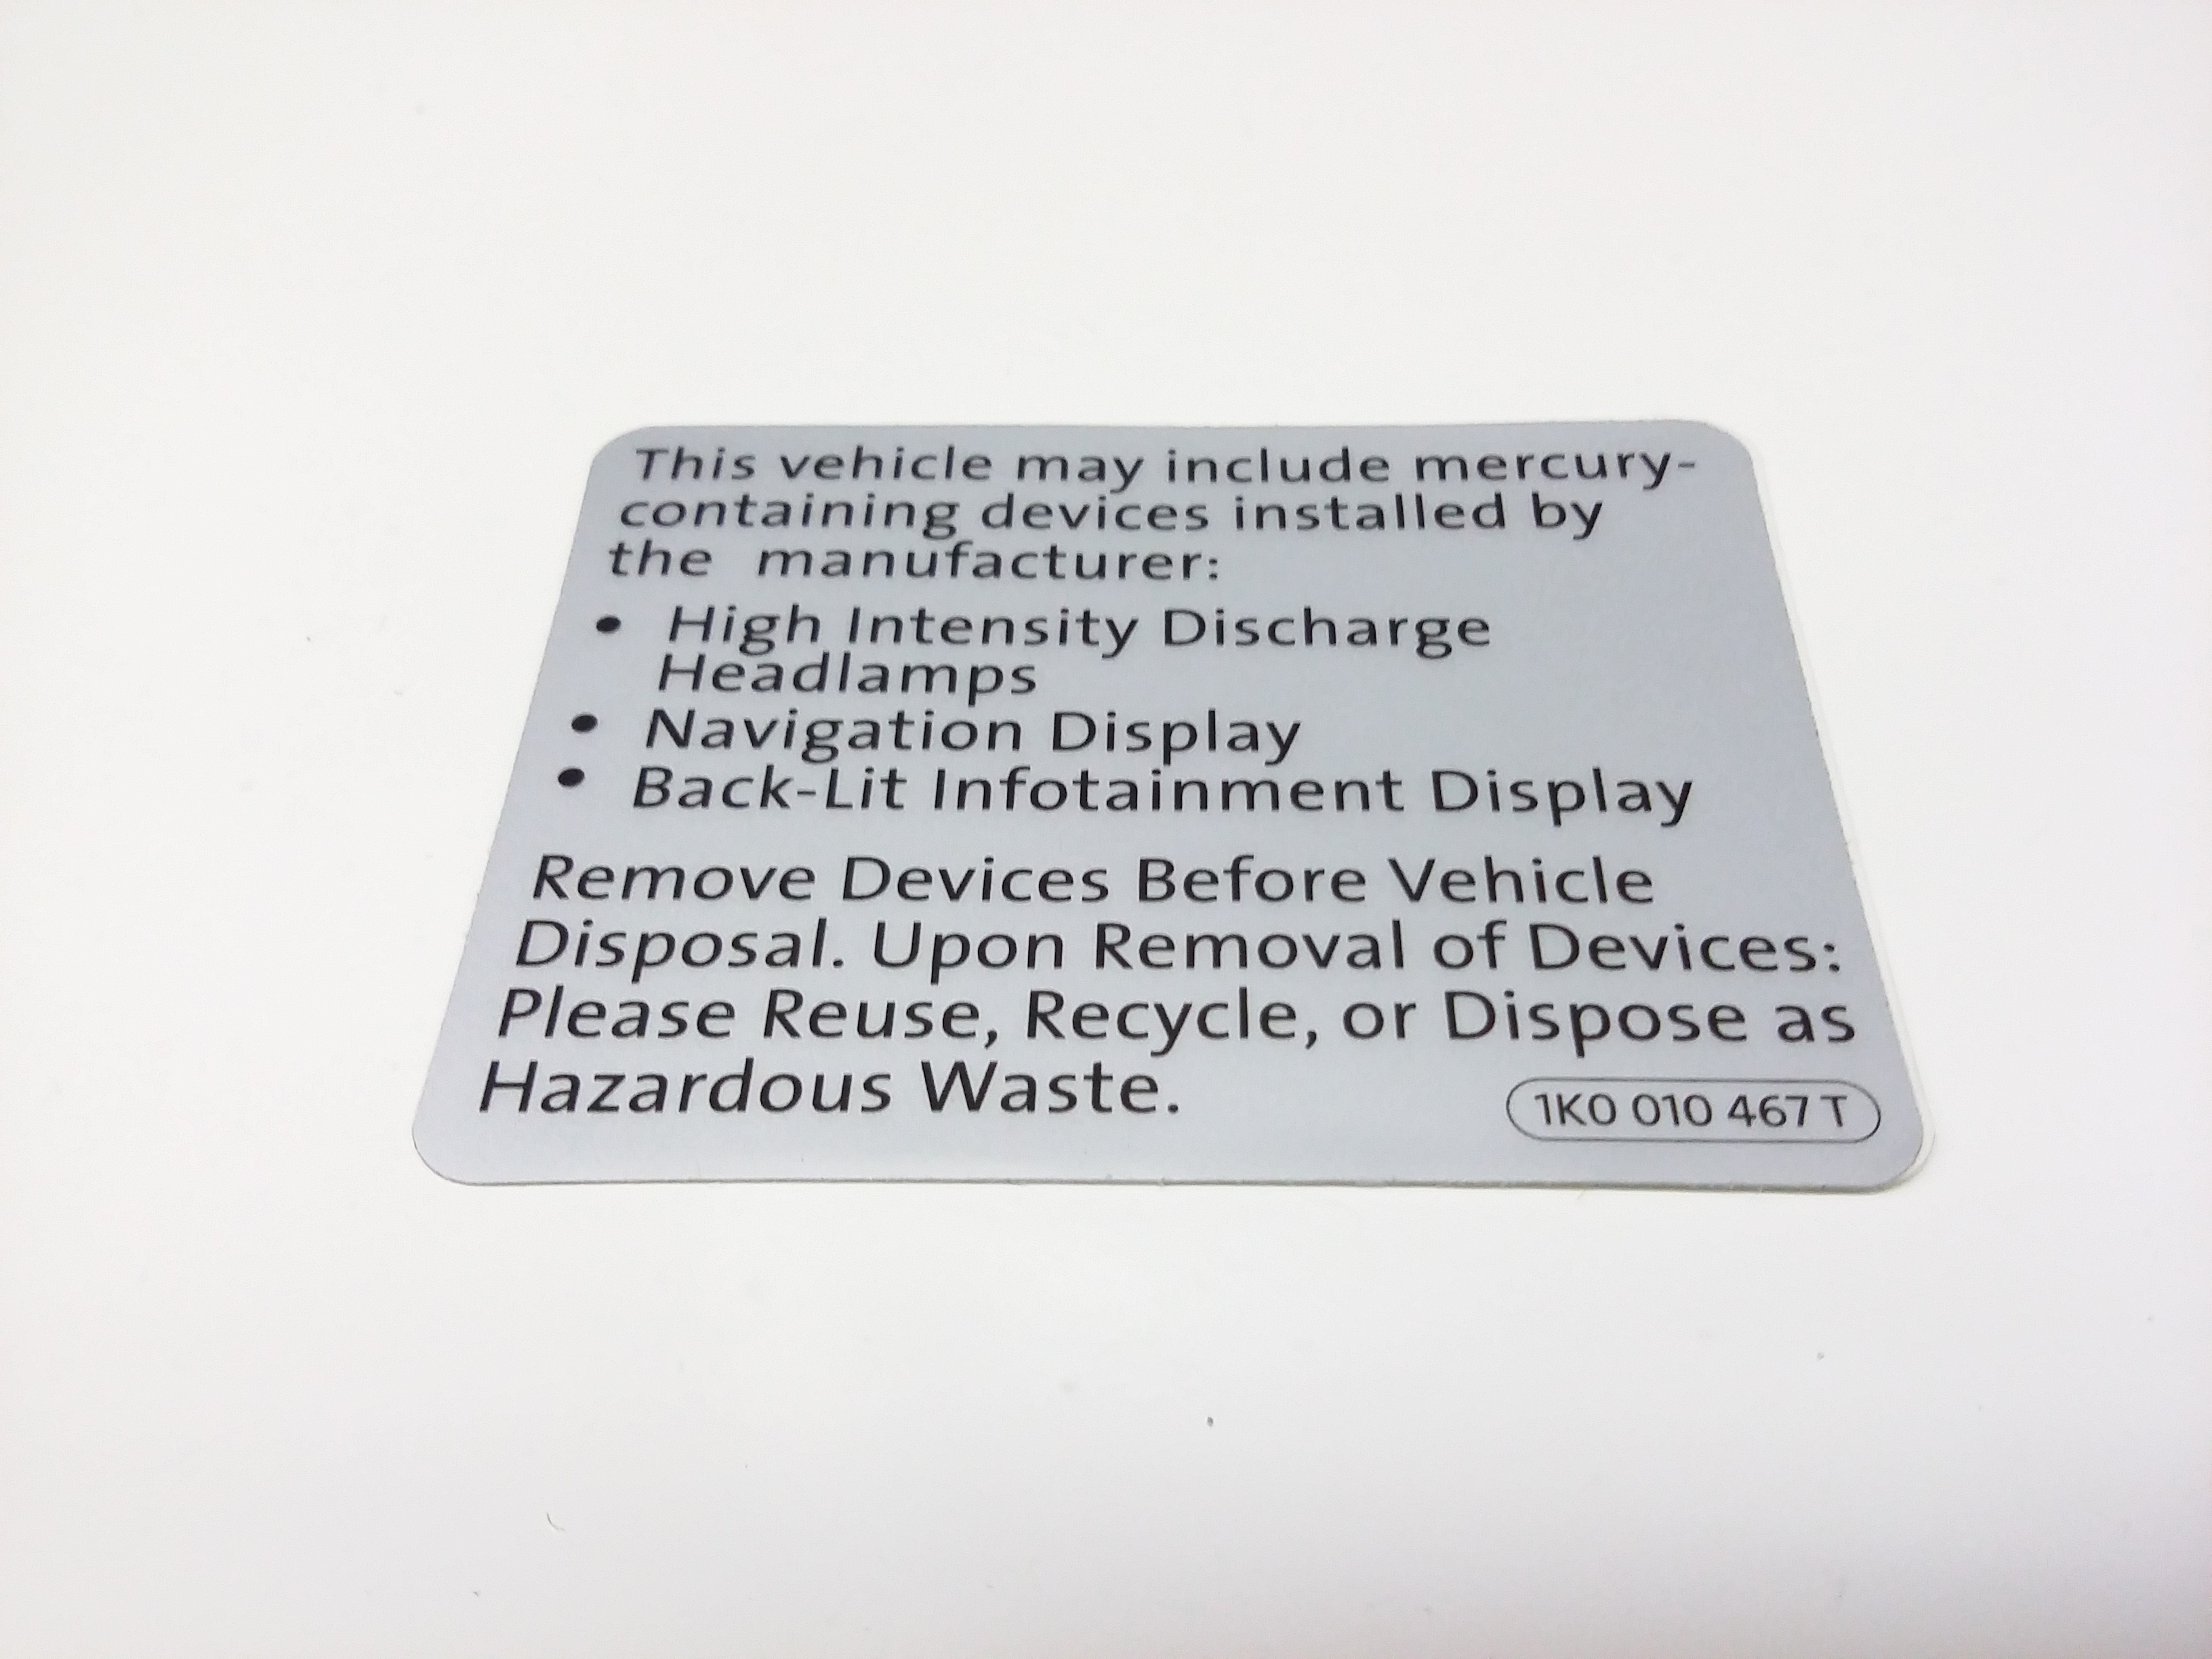 This vehicle may include mercury-
containing devices installed by
the manufacturer:
• High Intensity Discharge
Headlamps
• Navigation Display
• Back-Lit Infotainment Display
Remove Devices Before Vehicle
Disposal. Upon Removal of Devices:
Please Reuse, Recycle, or Dispose as
Hazardous Waste.
1K0 010 467 T